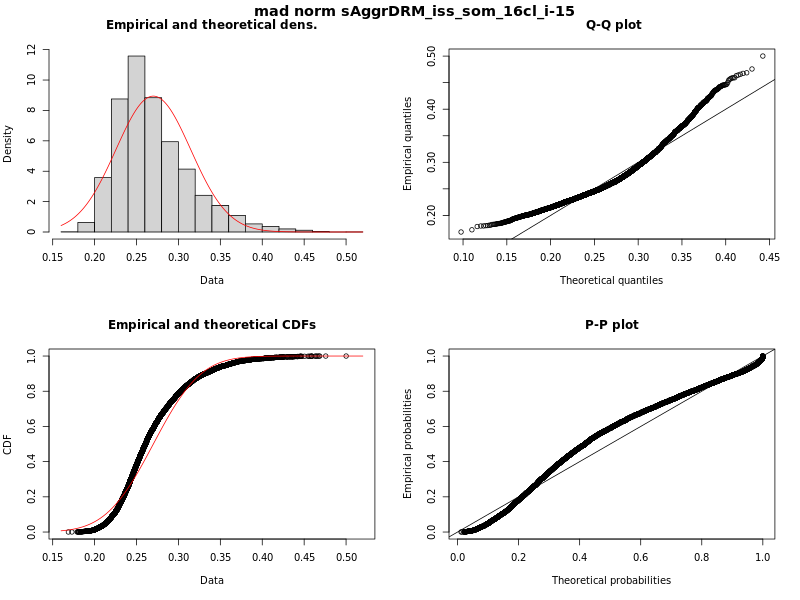 mad norm sAggrDRM_iss_som_16cl_i-15
Empirical and theoretical dens.
Density
0 2 4 6 8 10 12
0.15 0.20 0.25 0.30 0.35 0.40 0.45 0.50
Data
Q-Q plot
Empirical quantiles
0.20 0.30 0.40 0.50
0.10 0.15 0.20 0.25 0.30 0.35 0.40 0.45
Theoretical quantiles
Empirical and theoretical CDFs
CDF
0.0 0.2 0.4 0.6 0.8 1.0
0.15 0.20 0.25 0.30 0.35 0.40 0.45 0.50
Data
P-P plot
Empirical probabilities
0.0 0.2 0.4 0.6 0.8 1.0
0.0 0.2 0.4 0.6 0.8 1.0
Theoretical probabilities